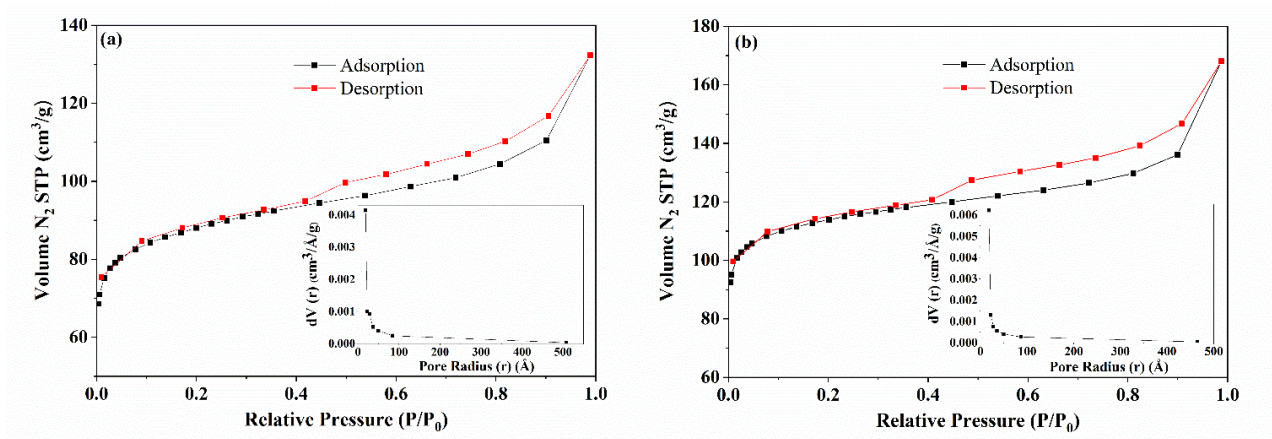 (a)
Adsorption
Desorption
Volume N₂ STP (cm³/g)
140
120
100
80
60
0.0 0.2 0.4 0.6 0.8 1.0
Relative Pressure (P/P₀)
dV (r) (cm³/Å/g)
0.004
0.003
0.002
0.001
0.000
0 100 200 300 400 500
Pore Radius (r) (Å)
(b)
Adsorption
Desorption
Volume N₂ STP (cm³/g)
180
160
140
120
100
80
60
0.0 0.2 0.4 0.6 0.8 1.0
Relative Pressure (P/P₀)
dV (r) (cm³/Å/g)
0.006
0.005
0.004
0.003
0.002
0.001
0.000
0 100 200 300 400 500
Pore Radius (r) (Å)